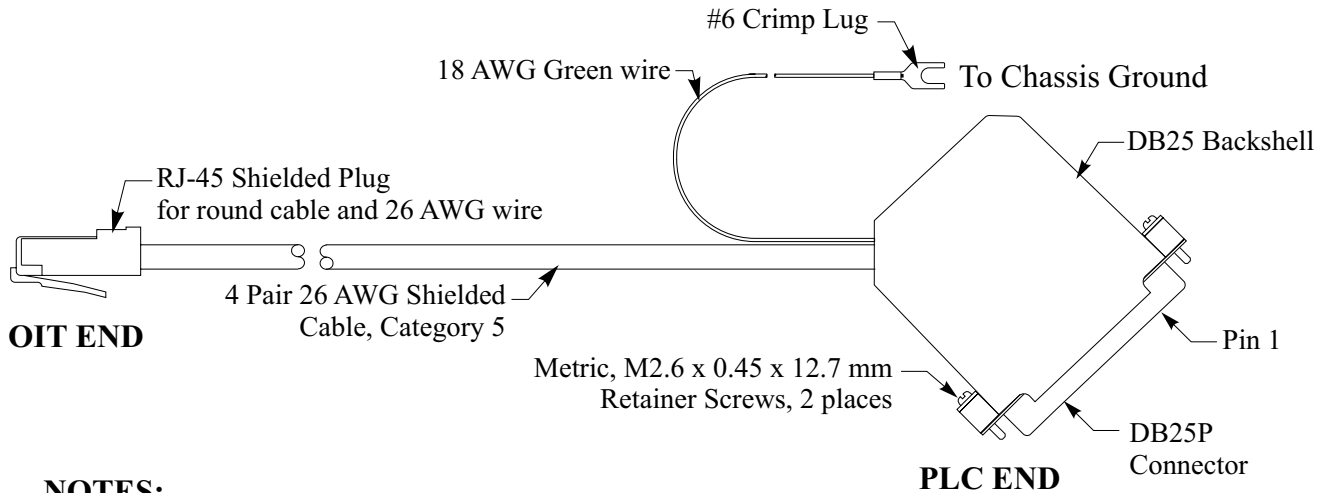 #6 Crimp Lug
18 AWG Green wire
To Chassis Ground
DB25 Backshell
RJ-45 Shielded Plug
for round cable and 26 AWG wire
4 Pair 26 AWG Shielded
Cable, Category 5
OIT END
Pin 1
Metric, M2.6 x 0.45 x 12.7 mm
Retainer Screws, 2 places
DB25P
Connector
PLC END
NOTES: